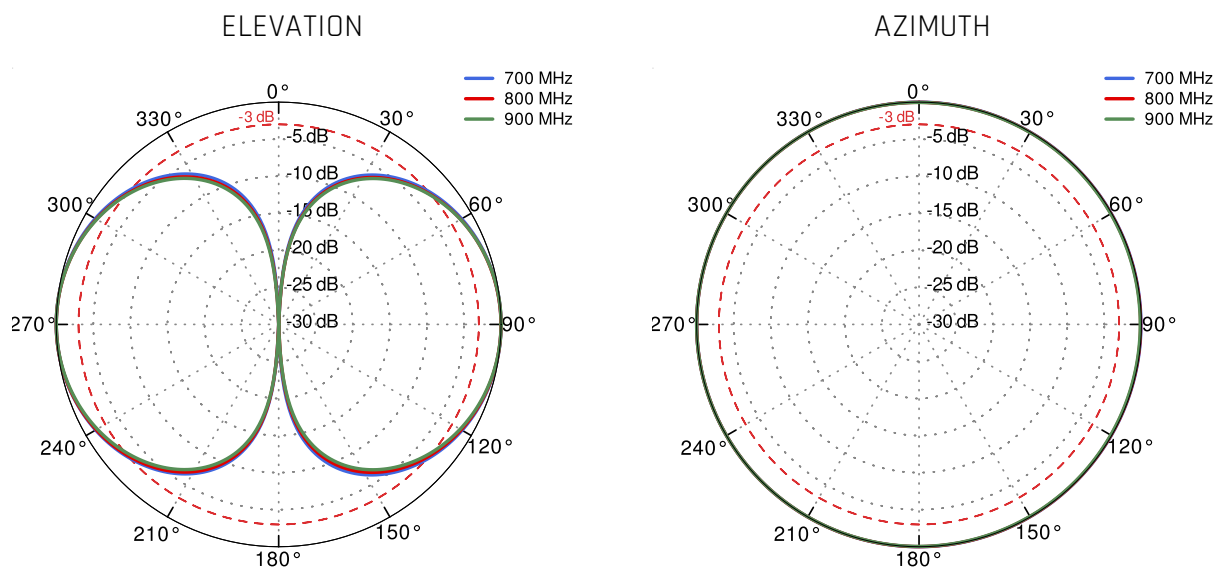 ELEVATION
700 MHz
800 MHz
900 MHz
0°
330°
-3 dB
30°
-5 dB
-10 dB
300°
-15 dB
60°
-20 dB
-25 dB
270°
-30 dB
90°
240°
120°
210°
150°
180°
AZIMUTH
700 MHz
800 MHz
900 MHz
0°
330°
-3 dB
30°
-5 dB
-10 dB
300°
-15 dB
60°
-20 dB
-25 dB
270°
-30 dB
90°
240°
120°
210°
150°
180°